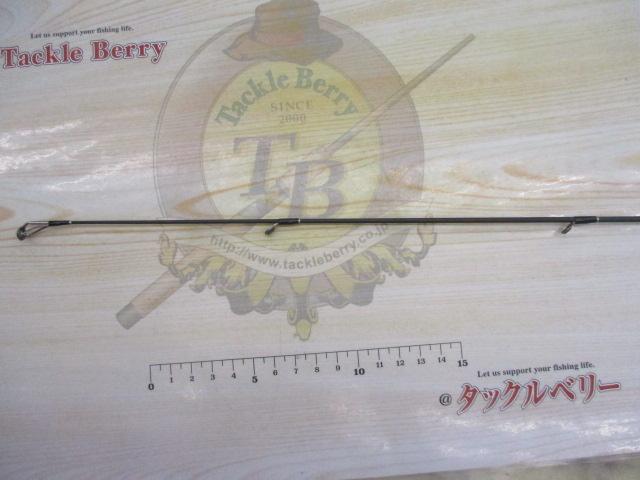 Let us support your fishing life.
Tackle Berry
Tackle Berry
SINCE
2000
TB
http://www.tackleberry.co.jp
0 1 2 3 4 5 6 7 8 9 10 11 12 13 14 15
Let us support your fishing life.
@タックルベリー